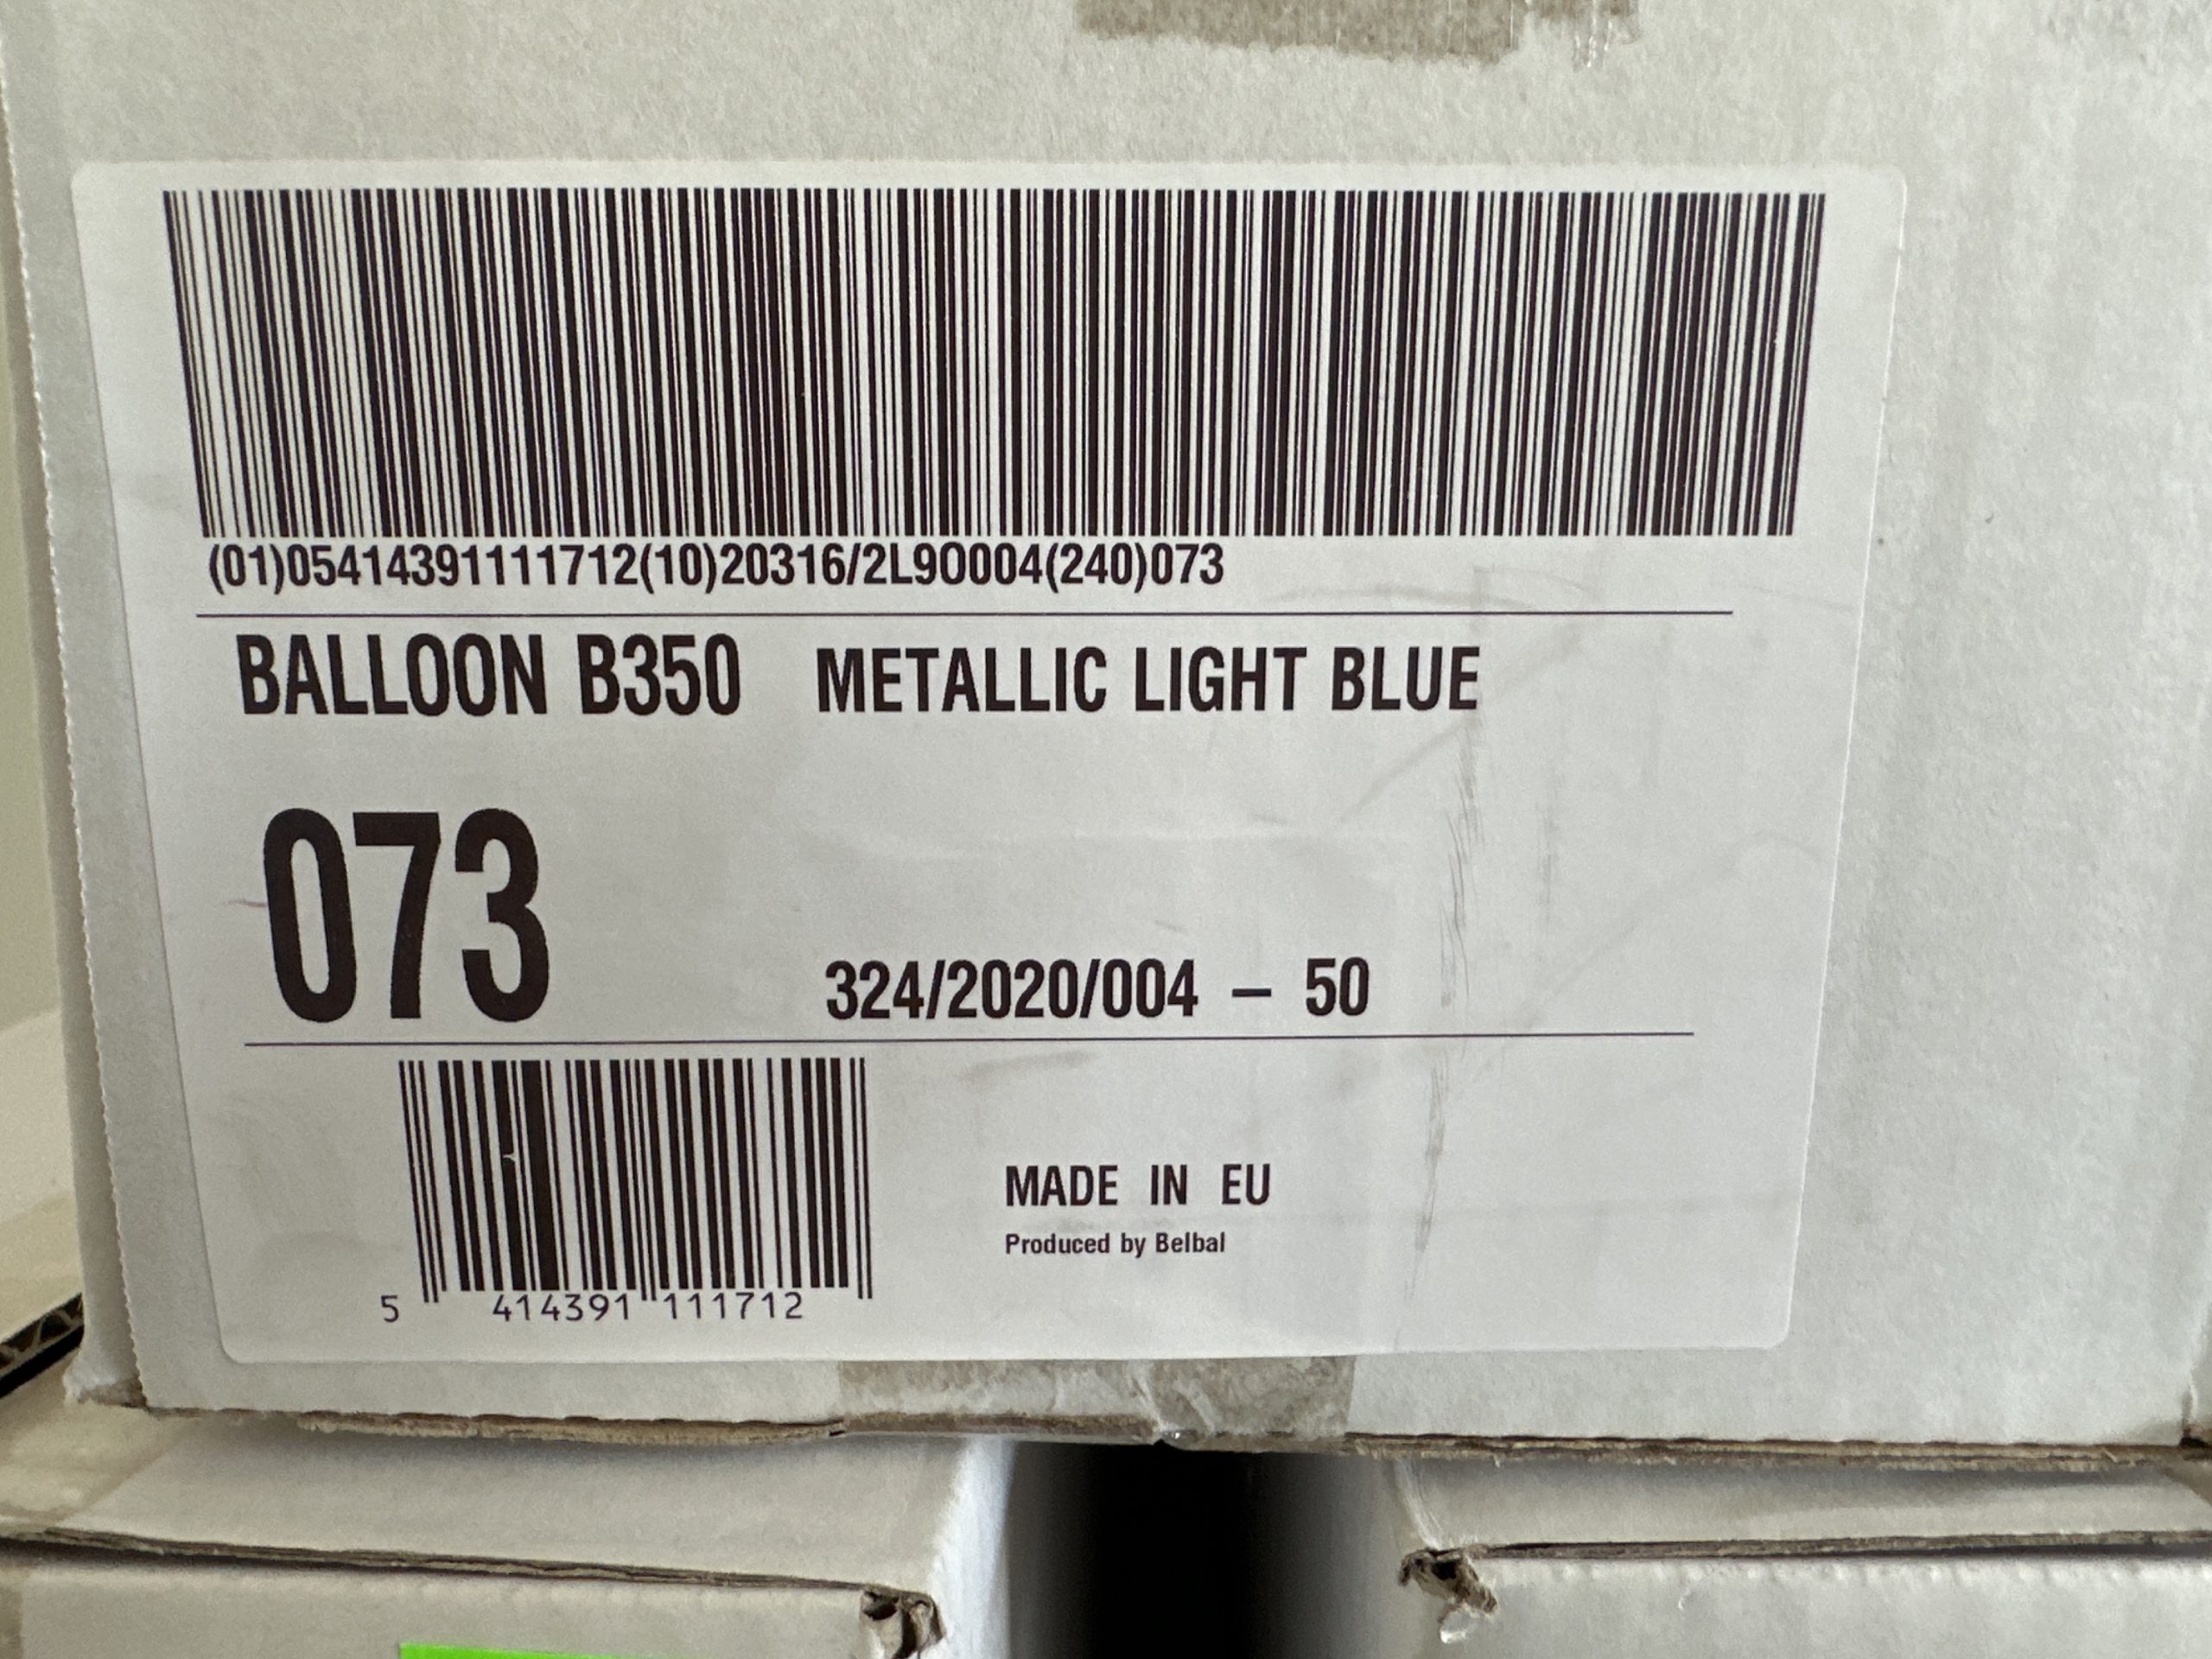 (01)05414391111712(10)20316/2L9O004(240)073
BALLOON B350 METALLIC LIGHT BLUE
073
324/2020/004 – 50
MADE IN EU
Produced by Belbal
5 414391 111712